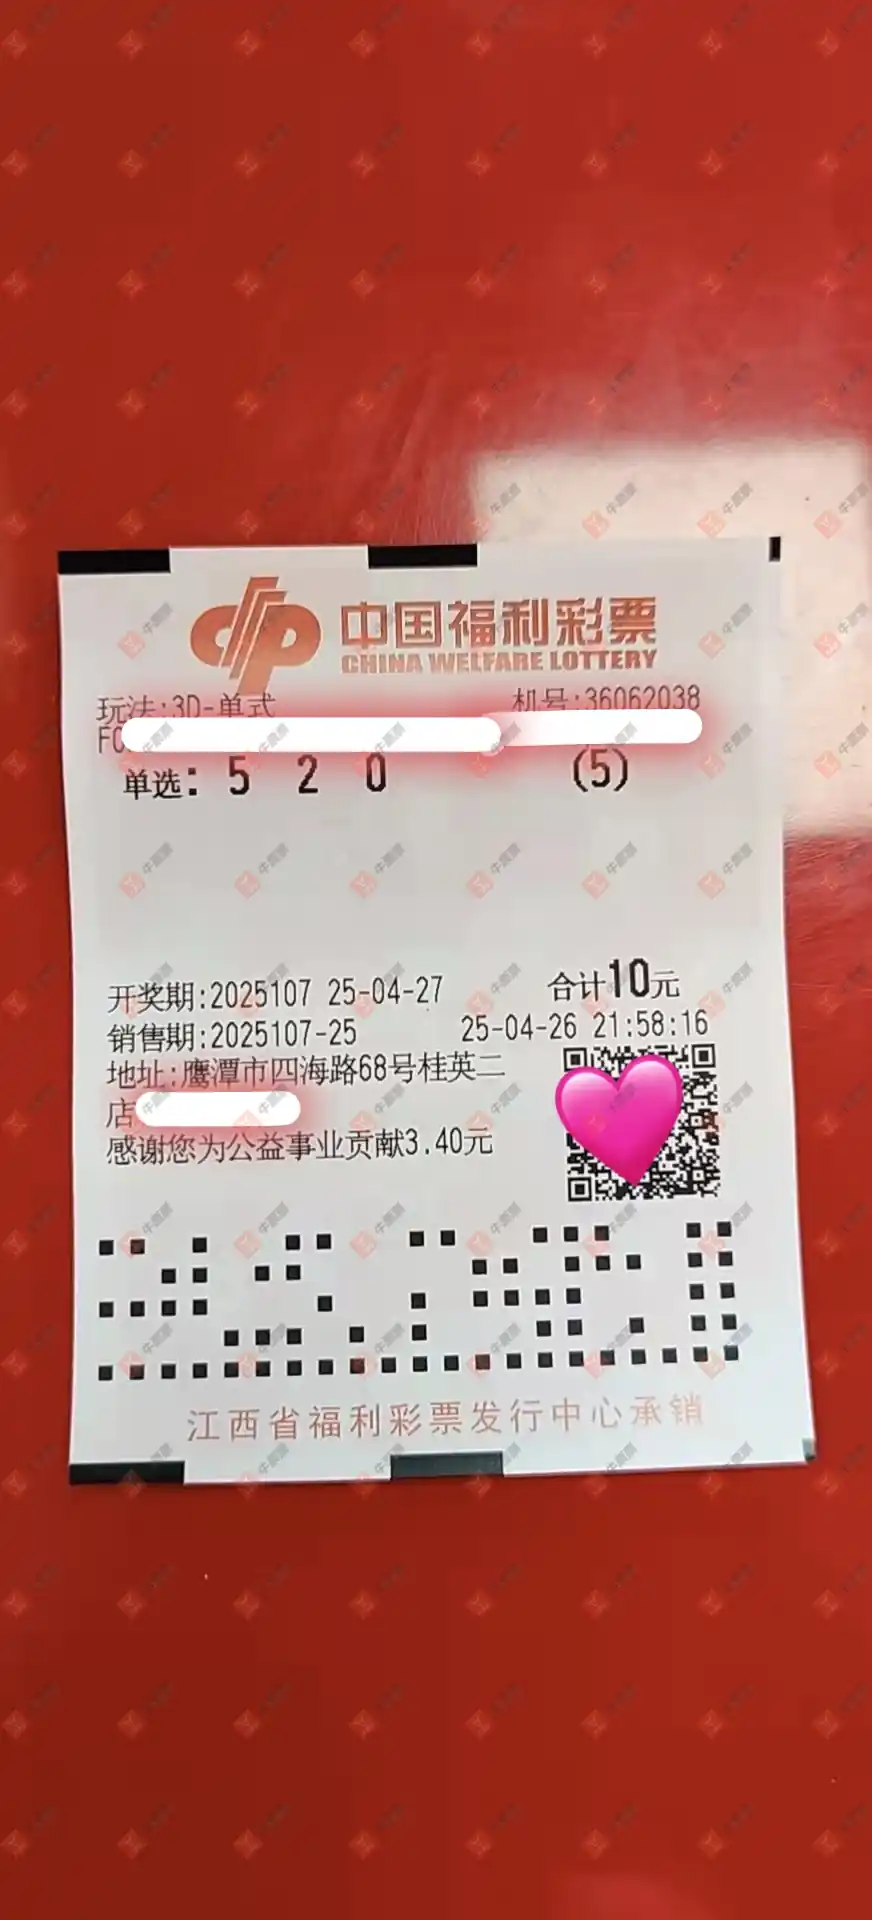 中国福利彩票
CHINA WELFARE LOTTERY
玩法:3D-单式 机号:36062038
单选: 5 2 0 (5)
开奖期:2025107 25-04-27 合计10元
销售期:2025107-25 25-04-26 21:58:16
地址:鹰潭市四海路68号桂英二
店
感谢您为公益事业贡献3.40元
江西省福利彩票发行中心承销